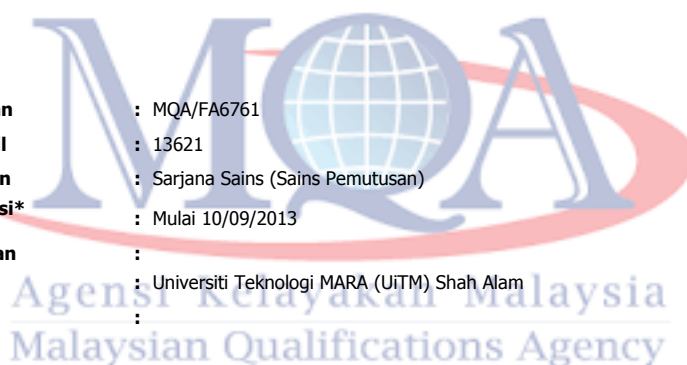 MQA
an : MQA/FA6761
l : 13621
n : Sarjana Sains (Sains Pemutusan)
si* : Mulai 10/09/2013
an :
: Universiti Teknologi MARA (UiTM) Shah Alam
:
Agensi Kelayakan Malaysia
Malaysian Qualifications Agency